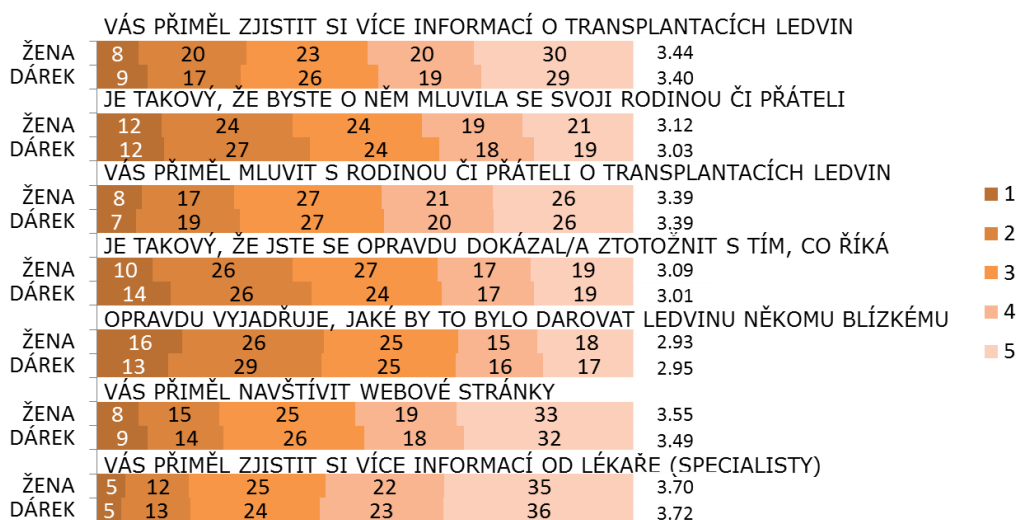 VÁS PŘIMĚL ZJISTIT SI VÍCE INFORMACÍ O TRANSPLANTACÍCH LEDVIN
ŽENA 8 20 23 20 30 3.44
DÁREK 9 17 26 19 29 3.40
JE TAKOVÝ, ŽE BYSTE O NĚM MLUVILA SE SVOJI RODINOU ČI PŘÁTELI
ŽENA 12 24 24 19 21 3.12
DÁREK 12 27 24 18 19 3.03
VÁS PŘIMĚL MLUVIT S RODINOU ČI PŘÁTELI O TRANSPLANTACÍCH LEDVIN
ŽENA 8 17 27 21 26 3.39
DÁREK 7 19 27 20 26 3.39
JE TAKOVÝ, ŽE JSTE SE OPRAVDU DOKÁZAL/A ZTOTOŽNIT S TÍM, CO ŘÍKÁ
ŽENA 10 26 27 17 19 3.09
DÁREK 14 26 24 17 19 3.01
OPRAVDU VYJADŘUJE, JAKÉ BY TO BYLO DAROVAT LEDVINU NĚKOMU BLÍZKÉMU
ŽENA 16 26 25 15 18 2.93
DÁREK 13 29 25 16 17 2.95
VÁS PŘIMĚL NAVŠTÍVIT WEBOVÉ STRÁNKY
ŽENA 8 15 25 19 33 3.55
DÁREK 9 14 26 18 32 3.49
VÁS PŘIMĚL ZJISTIT SI VÍCE INFORMACÍ OD LÉKAŘE (SPECIALISTY)
ŽENA 5 12 25 22 35 3.70
DÁREK 5 13 24 23 36 3.72
1
2
3
4
5